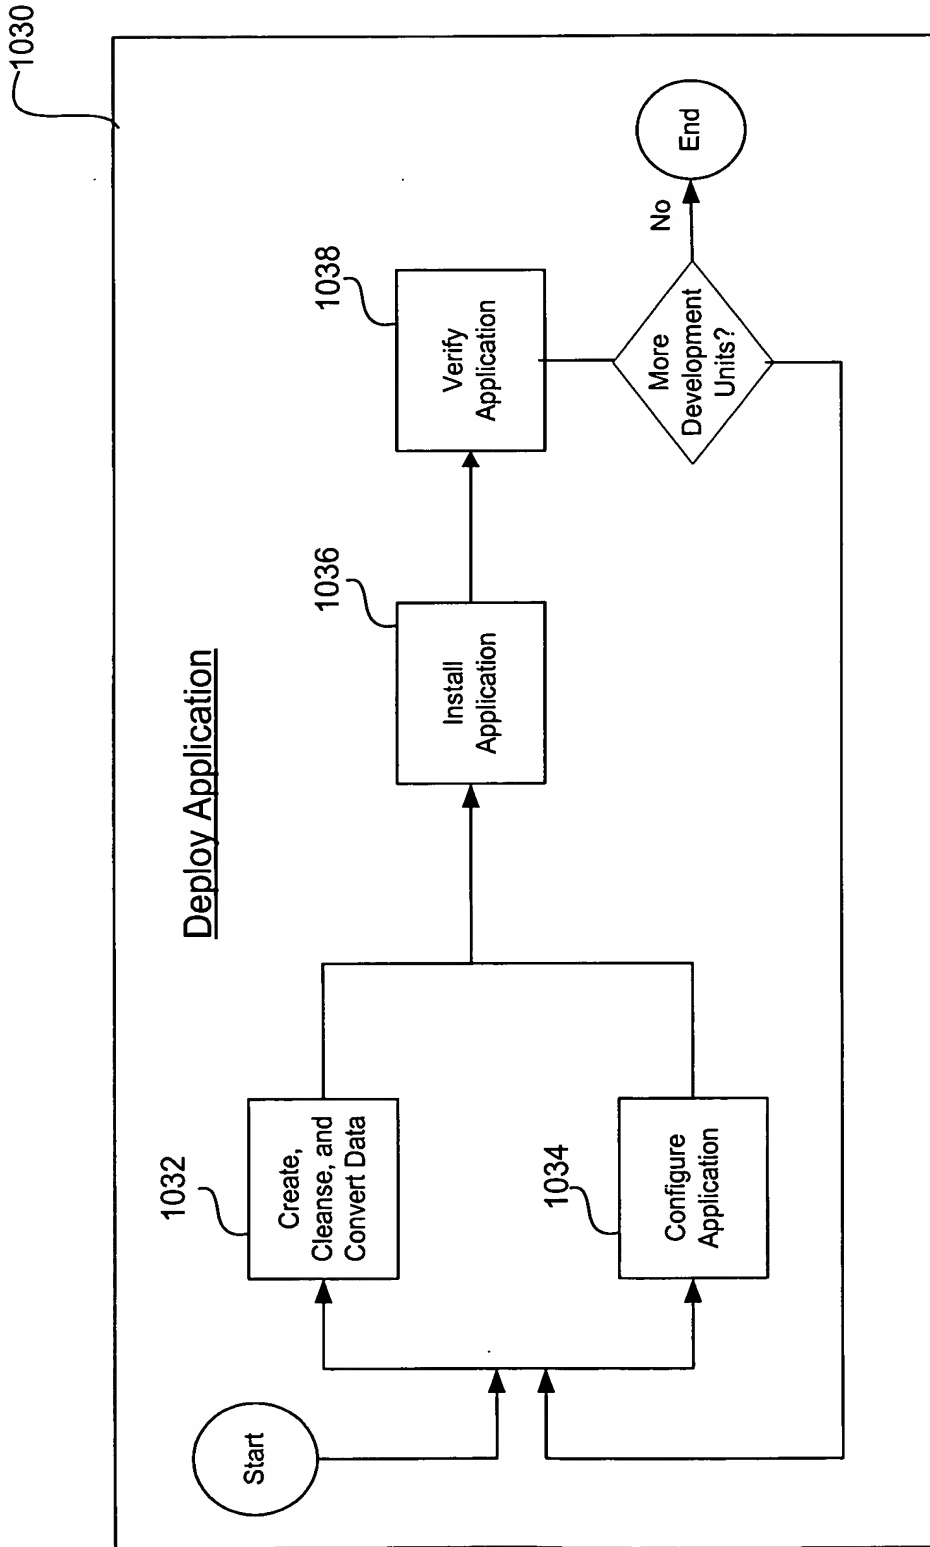 1030
Deploy Application
Start
1032
Create,
Cleanse, and
Convert Data
1034
Configure
Application
1036
Install
Application
1038
Verify
Application
More
Development
Units?
No
End